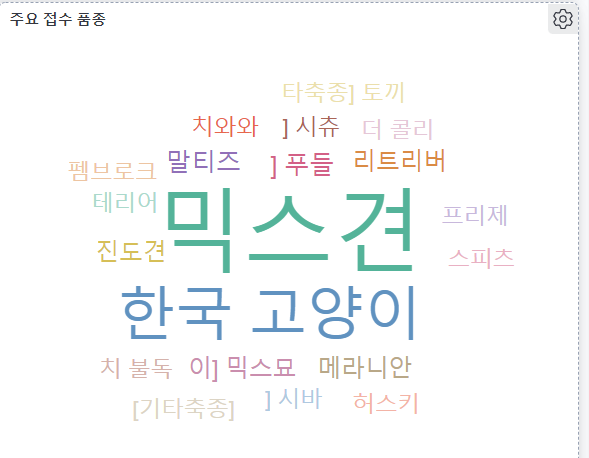 주요 접수 품종
타축종] 토끼
치와와 ] 시츄 더 콜리
펨브로크 말티즈 ] 푸들 리트리버
테리어 믹스견 프리제
진도견 스피츠
한국 고양이
치 불독 이] 믹스묘 메라니안
[기타축종] ] 시바 허스키